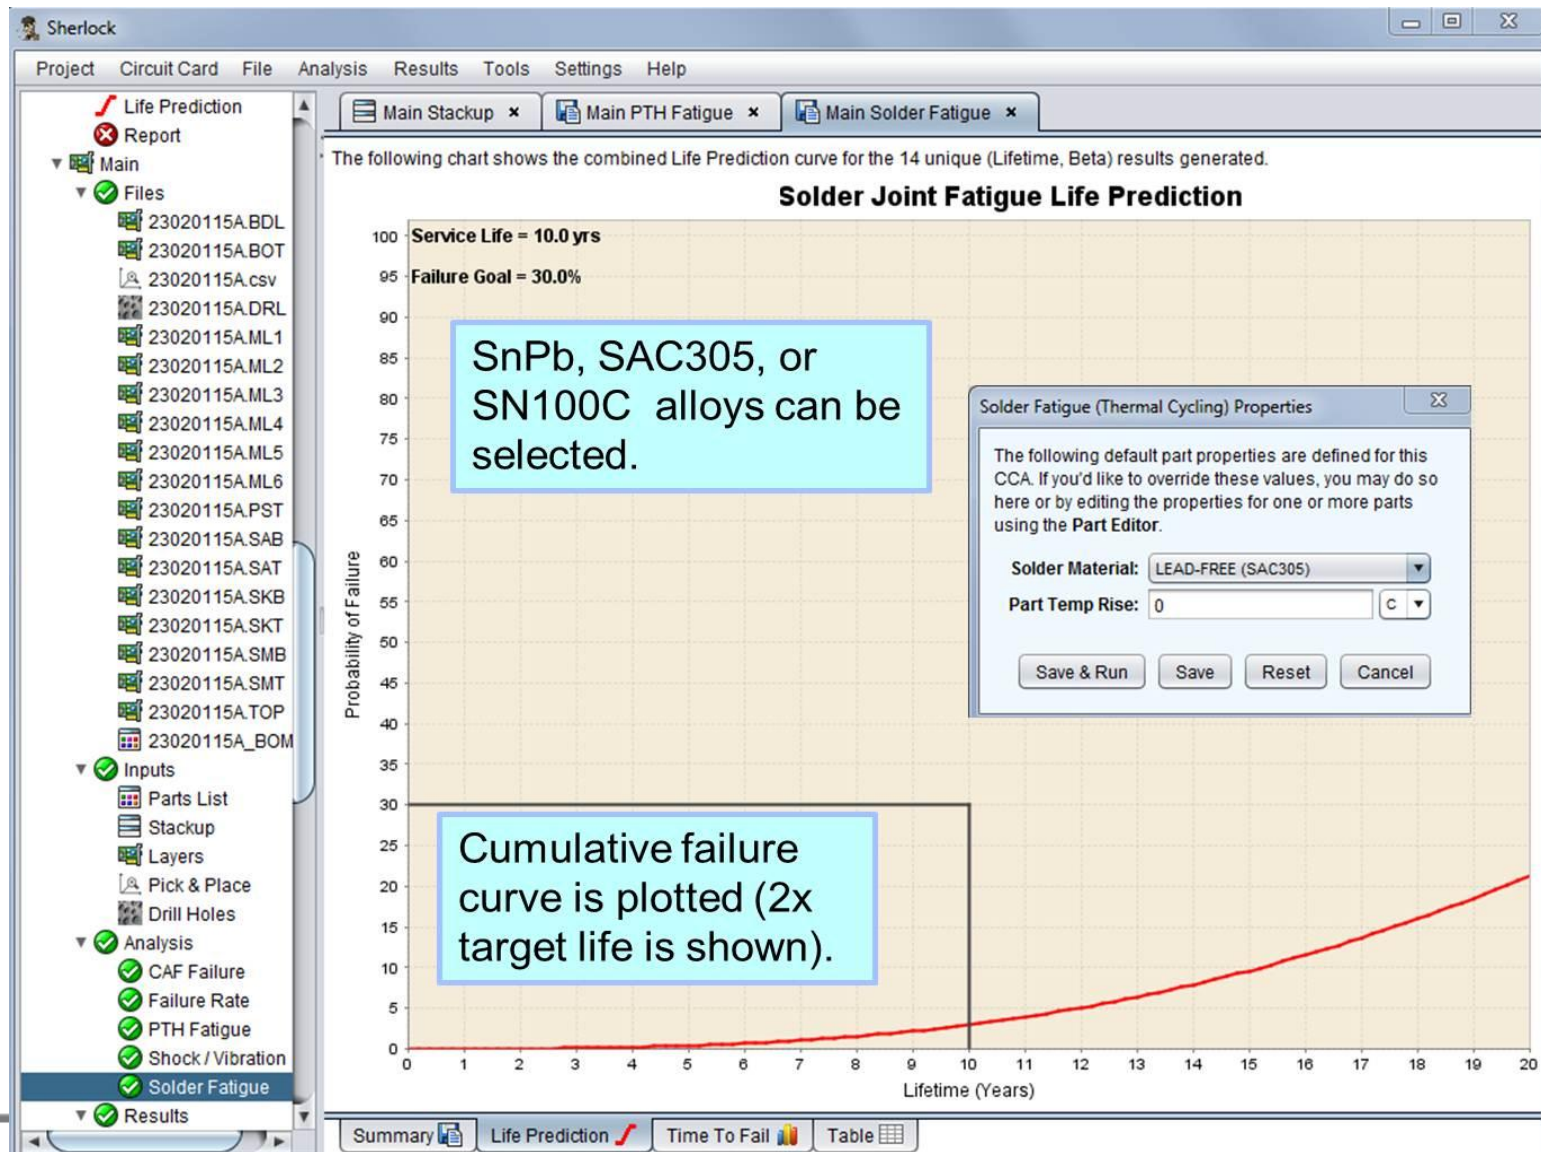 Sherlock
Project Circuit Card File Analysis Results Tools Settings Help
Life Prediction
Report
Main
Files
23020115A.BDL
23020115A.BOT
23020115A.csv
23020115A.DRL
23020115A.ML1
23020115A.ML2
23020115A.ML3
23020115A.ML4
23020115A.ML5
23020115A.ML6
23020115A.PST
23020115A.SAB
23020115A.SAT
23020115A.SKB
23020115A.SKT
23020115A.SMB
23020115A.SMT
23020115A.TOP
23020115A_BOM
Inputs
Parts List
Stackup
Layers
Pick & Place
Drill Holes
Analysis
CAF Failure
Failure Rate
PTH Fatigue
Shock / Vibration
Solder Fatigue
Results
Main Stackup Main PTH Fatigue Main Solder Fatigue
The following chart shows the combined Life Prediction curve for the 14 unique (Lifetime, Beta) results generated.
Solder Joint Fatigue Life Prediction
Service Life = 10.0 yrs
Failure Goal = 30.0%
Probability of Failure
100
95
90
85
80
75
70
65
60
55
50
45
40
35
30
25
20
15
10
5
0
SnPb, SAC305, or
SN100C alloys can be
selected.
Solder Fatigue (Thermal Cycling) Properties
The following default part properties are defined for this
CCA. If you'd like to override these values, you may do so
here or by editing the properties for one or more parts
using the Part Editor.
Solder Material: LEAD-FREE (SAC305)
Part Temp Rise: 0 C
Save & Run Save Reset Cancel
Cumulative failure
curve is plotted (2x
target life is shown).
0 1 2 3 4 5 6 7 8 9 10 11 12 13 14 15 16 17 18 19 20
Lifetime (Years)
Summary Life Prediction Time To Fail Table